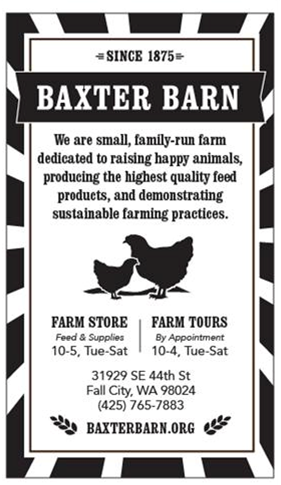 SINCE 1875
BAXTER BARN
We are small, family-run farm
dedicated to raising happy animals,
producing the highest quality feed
products, and demonstrating
sustainable farming practices.
FARM STORE
Feed & Supplies
10-5, Tue-Sat
FARM TOURS
By Appointment
10-4, Tue-Sat
31929 SE 44th St
Fall City, WA 98024
(425) 765-7883
BAXTERBARN.ORG